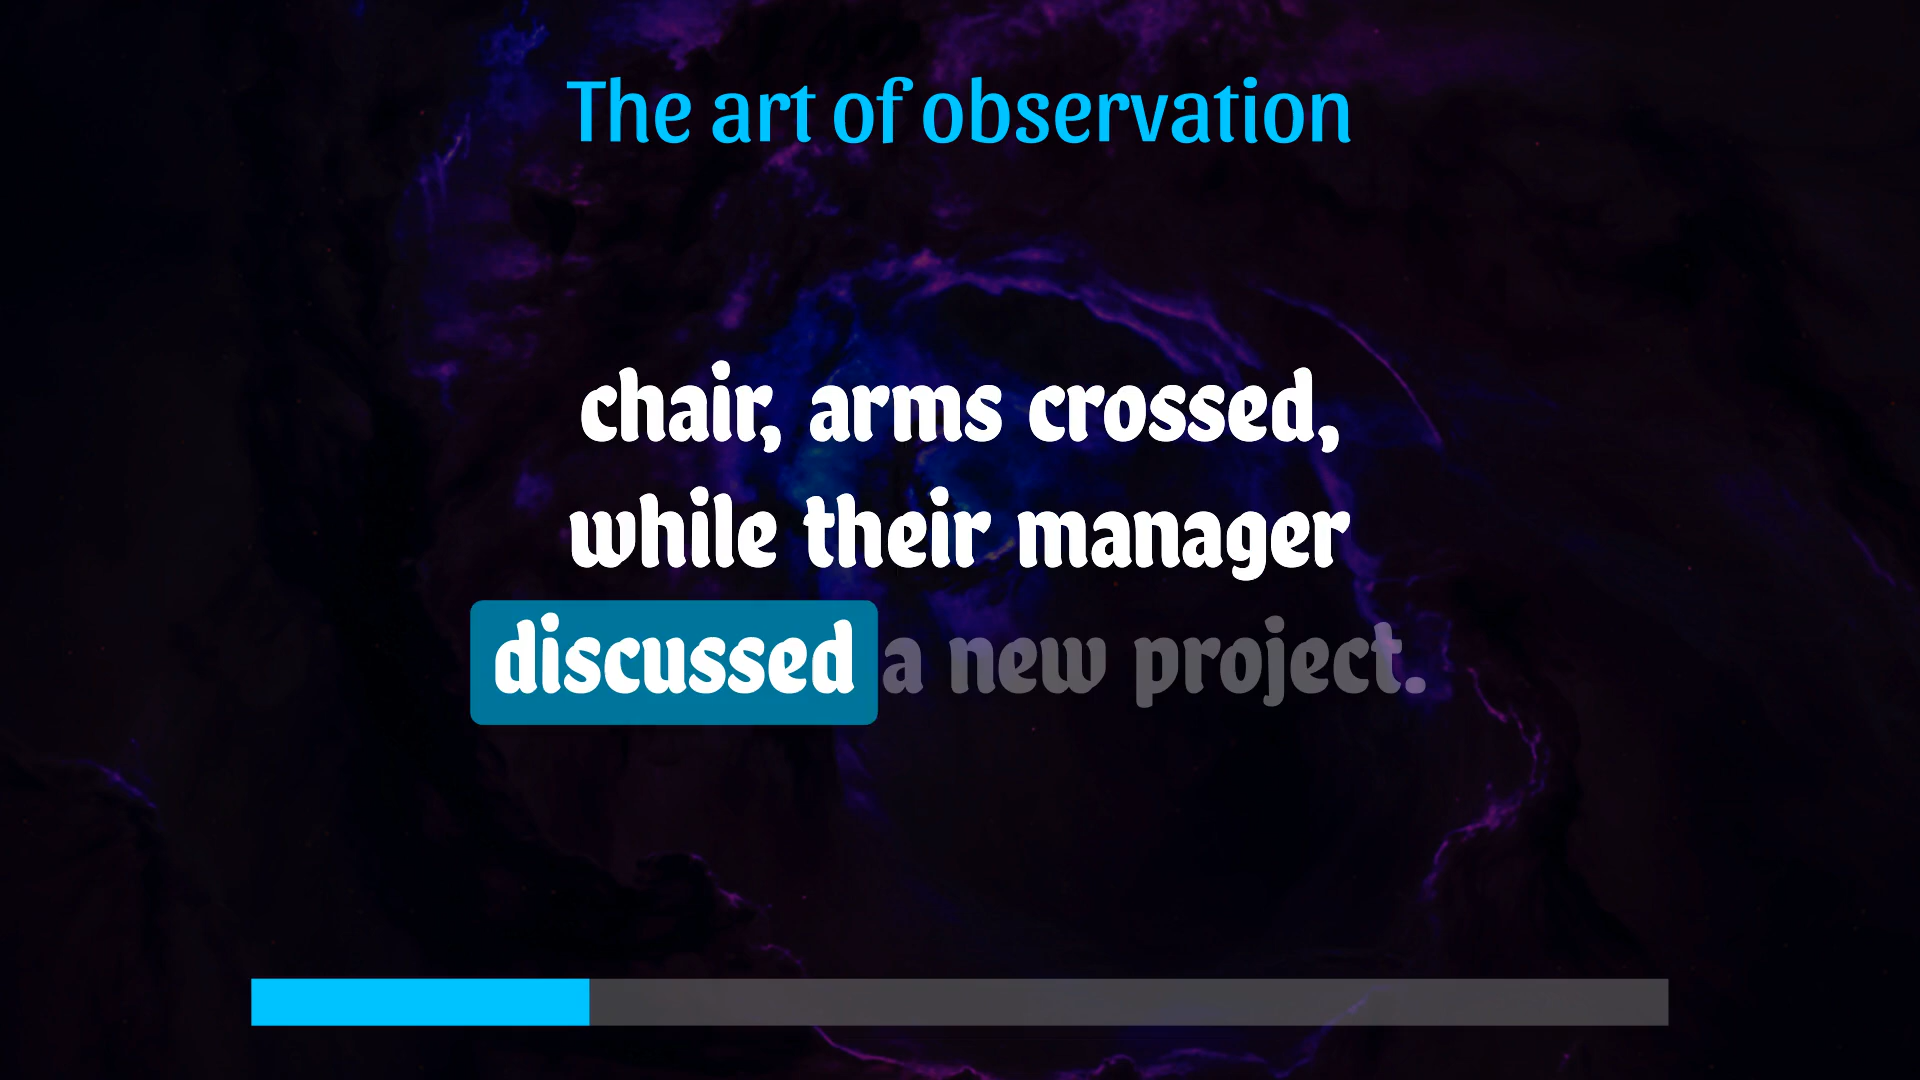 The art of observation
chair, arms crossed,
while their manager
discussed a new project.